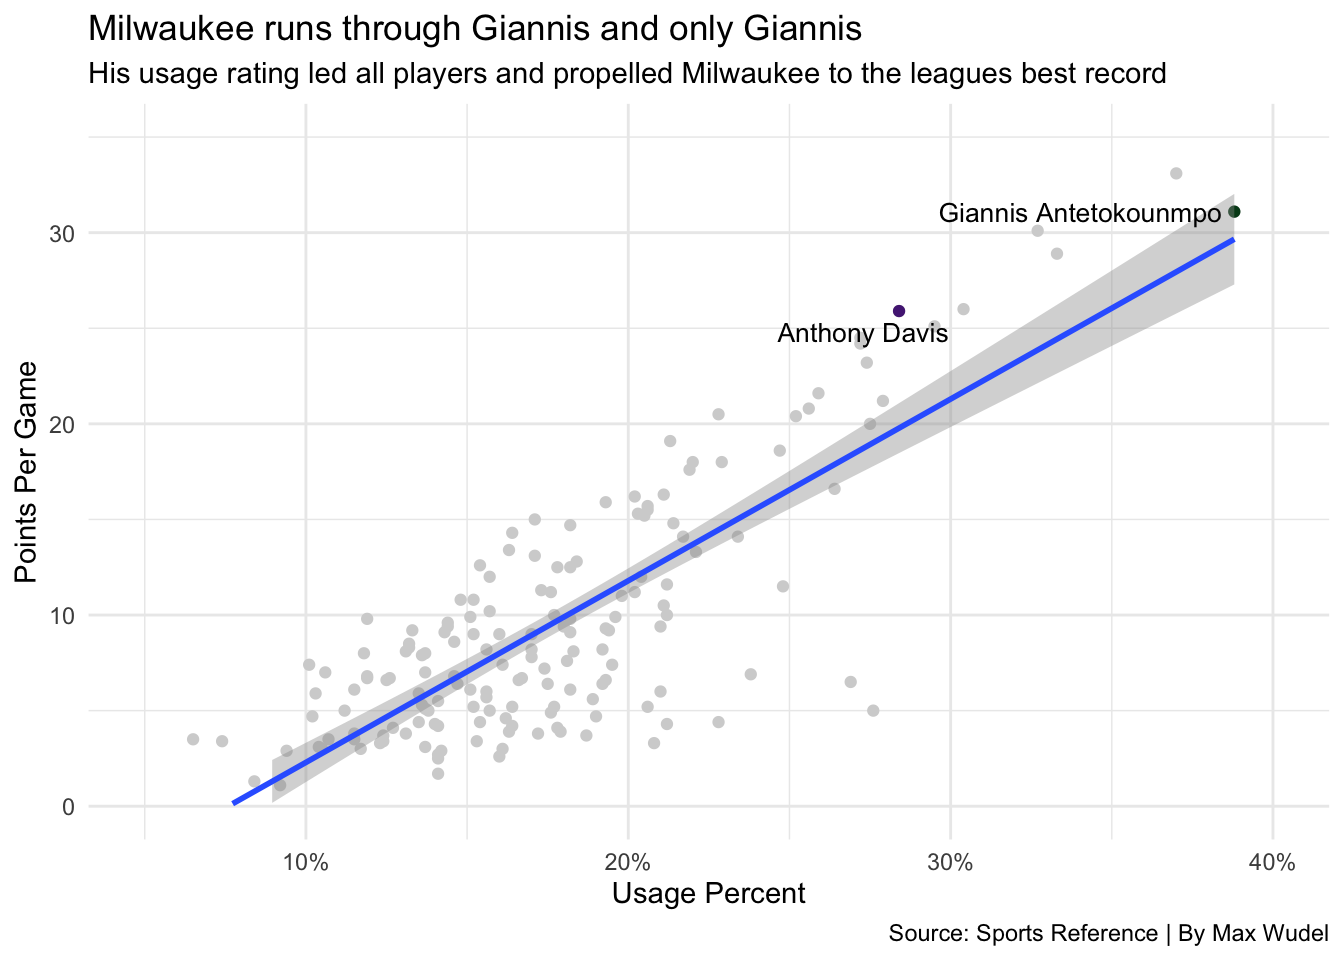 Milwaukee runs through Giannis and only Giannis
His usage rating led all players and propelled Milwaukee to the leagues best record
Points Per Game
30
20
10
0
Giannis Antetokounmpo
Anthony Davis
10%
20%
30%
40%
Usage Percent
Source: Sports Reference | By Max Wudel